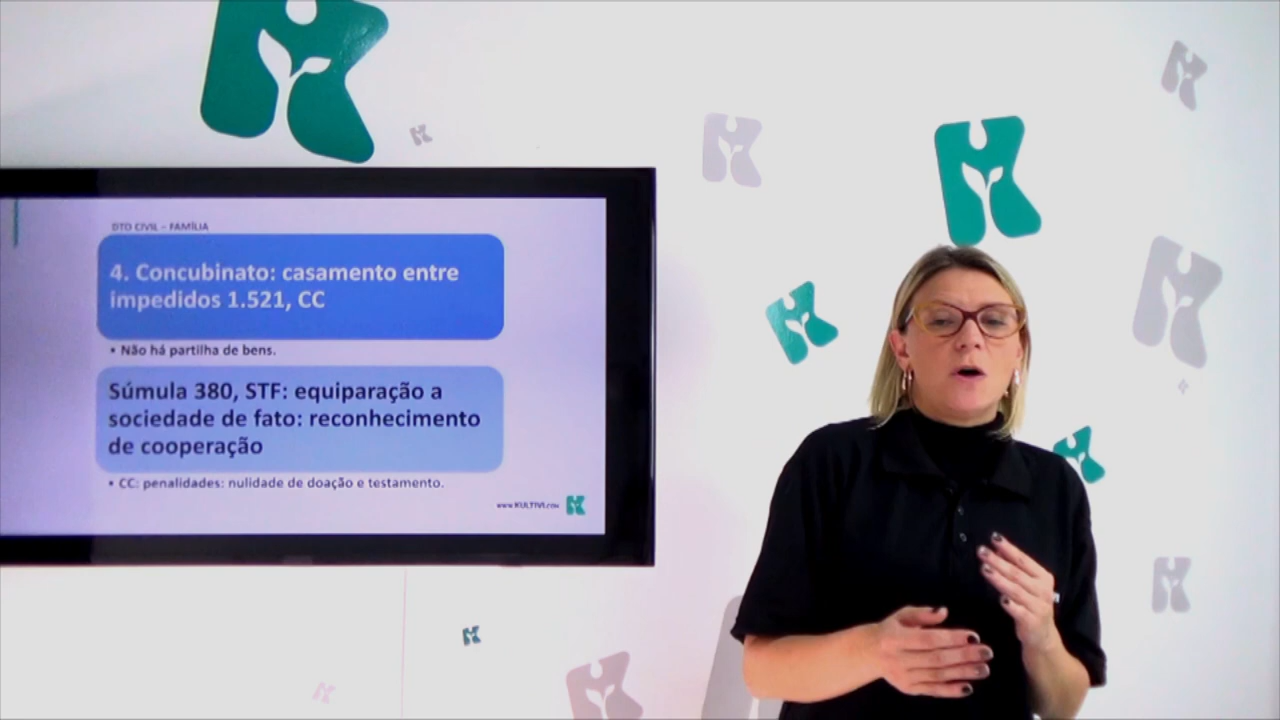 DTO CIVIL – FAMÍLIA
4. Concubinato: casamento entre
impedidos 1.521, CC
• Não há partilha de bens.
Súmula 380, STF: equiparação a
sociedade de fato: reconhecimento
de cooperação
• CC: penalidades: nulidade de doação e testamento.
www.KULTIVI.com